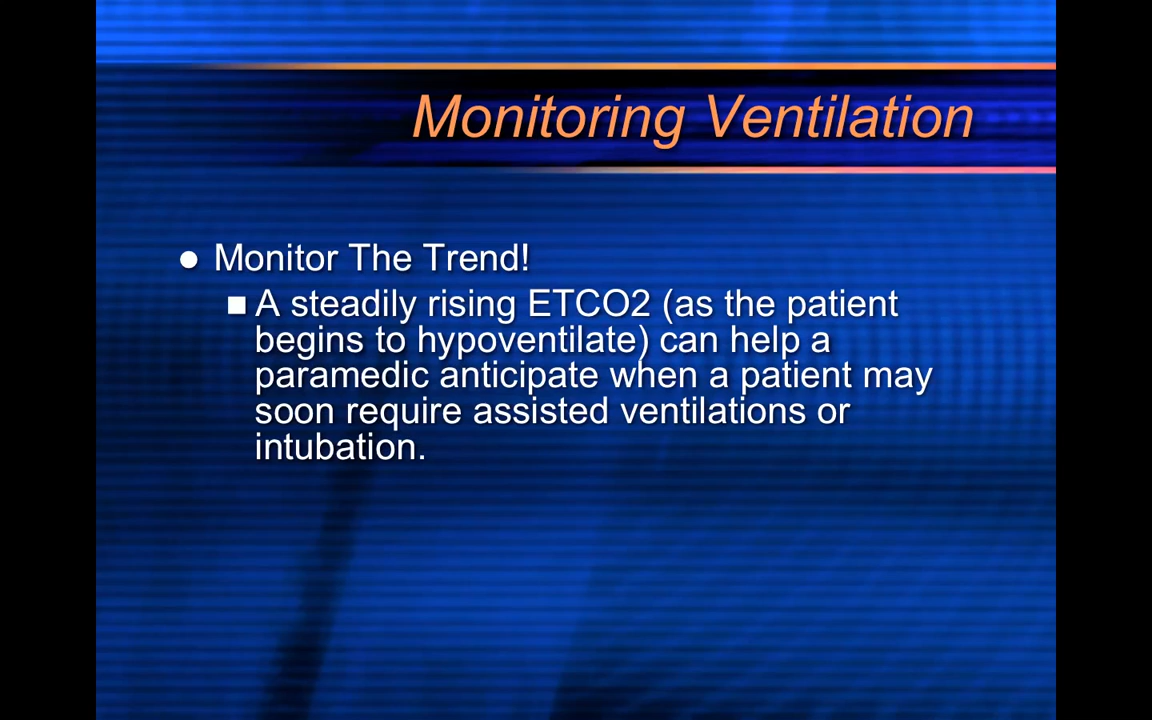 Monitoring Ventilation
Monitor The Trend!
A steadily rising ETCO2 (as the patient
begins to hypoventilate) can help a
paramedic anticipate when a patient may
soon require assisted ventilations or
intubation.